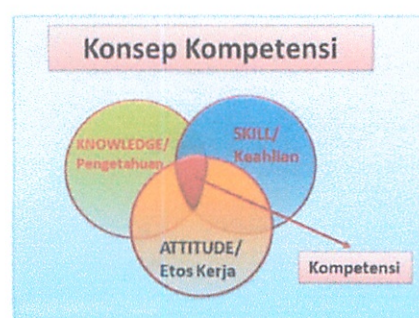 Konsep Kompetensi
KNOWLEDGE/
Pengetahuan
SKILL/
Keahlian
ATTITUDE/
Etos Kerja
Kompetensi